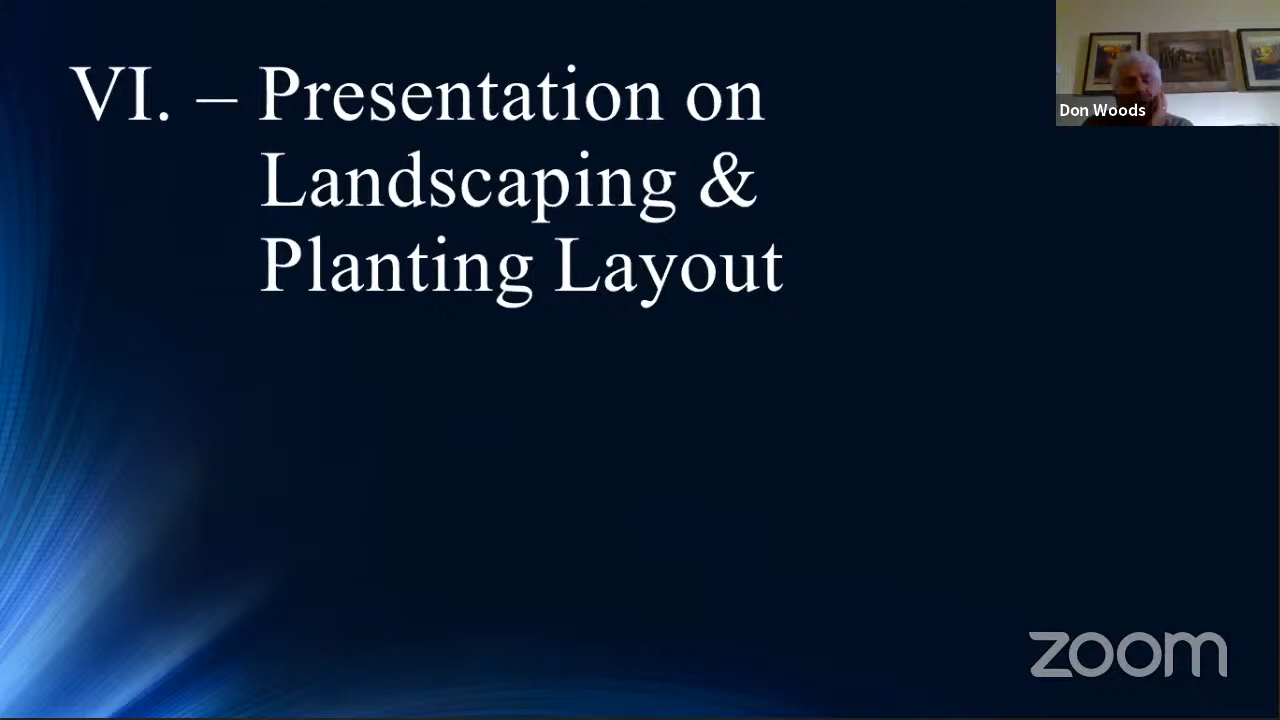 VI. – Presentation on
Landscaping &
Planting Layout
Don Woods
zoom